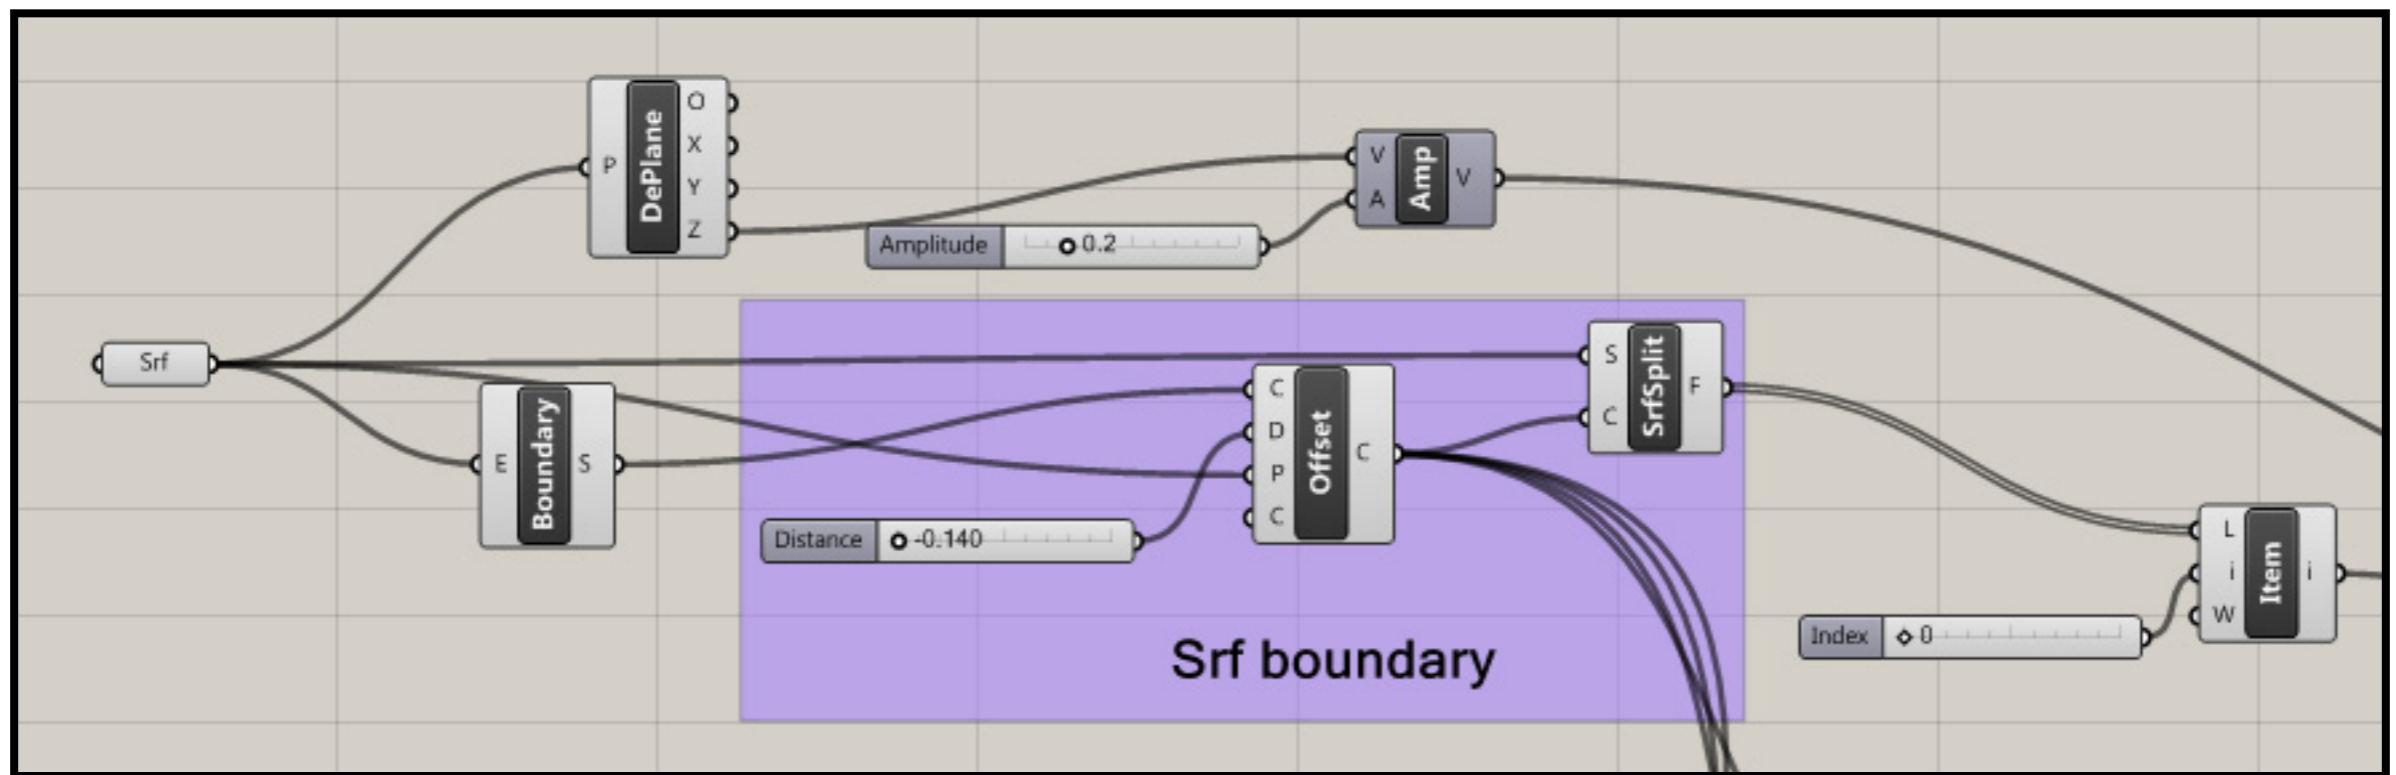 Srf
P
DePlane
O
X
Y
Z
Amplitude 0.2
V
A
Amp
V
E
Boundary
S
Distance -0.140
C
D
P
C
Offset
C
S
C
SrfSplit
F
Srf boundary
Index 0
L
i
W
Item
i